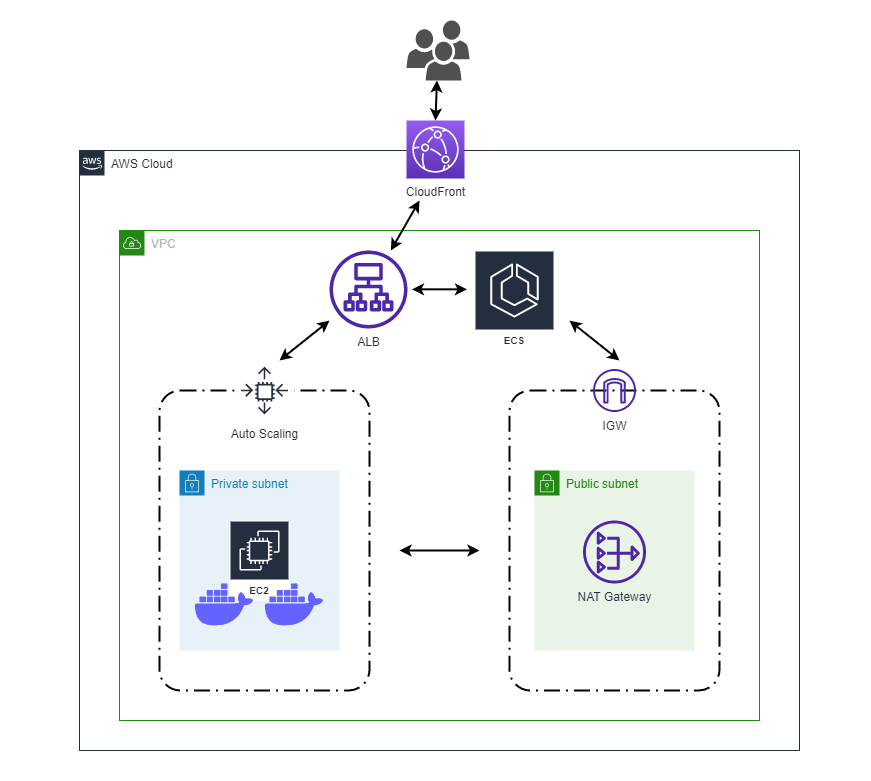 aws
AWS Cloud
CloudFront
VPC
ALB
ECS
Auto Scaling
IGW
Private subnet
Public subnet
EC2
NAT Gateway